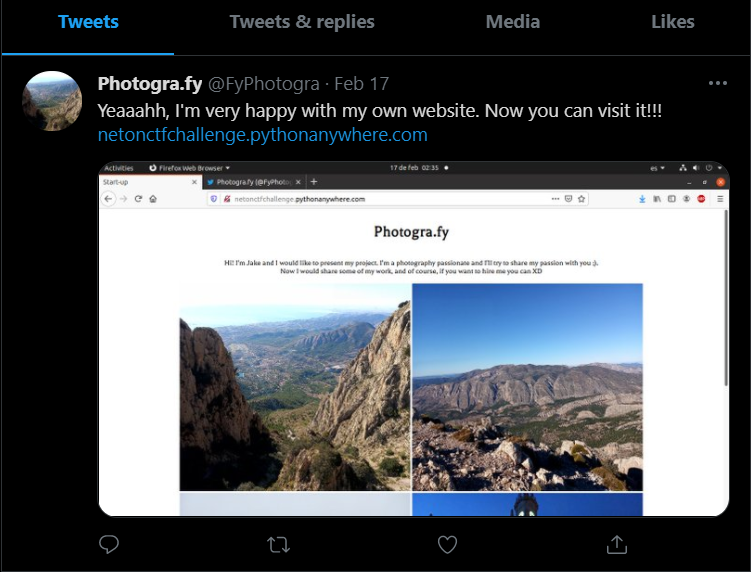 Tweets Tweets & replies Media Likes
Photogra.fy @FyPhotogra · Feb 17
Yeaaahh, I'm very happy with my own website. Now you can visit it!!!
netonctfchallenge.pythonanywhere.com
Activities Firefox Web Browser 17 de feb 02:35 es
Start-up Photogra.fy (@FyPhoto
netonctfchallenge.pythonanywhere.com
Photogra.fy
Hi! I'm Jake and I would like to present my project. I'm a photography passionate and I'll try to share my passion with you ;).
Now I would share some of my work, and of course, if you want to hire me you can XD